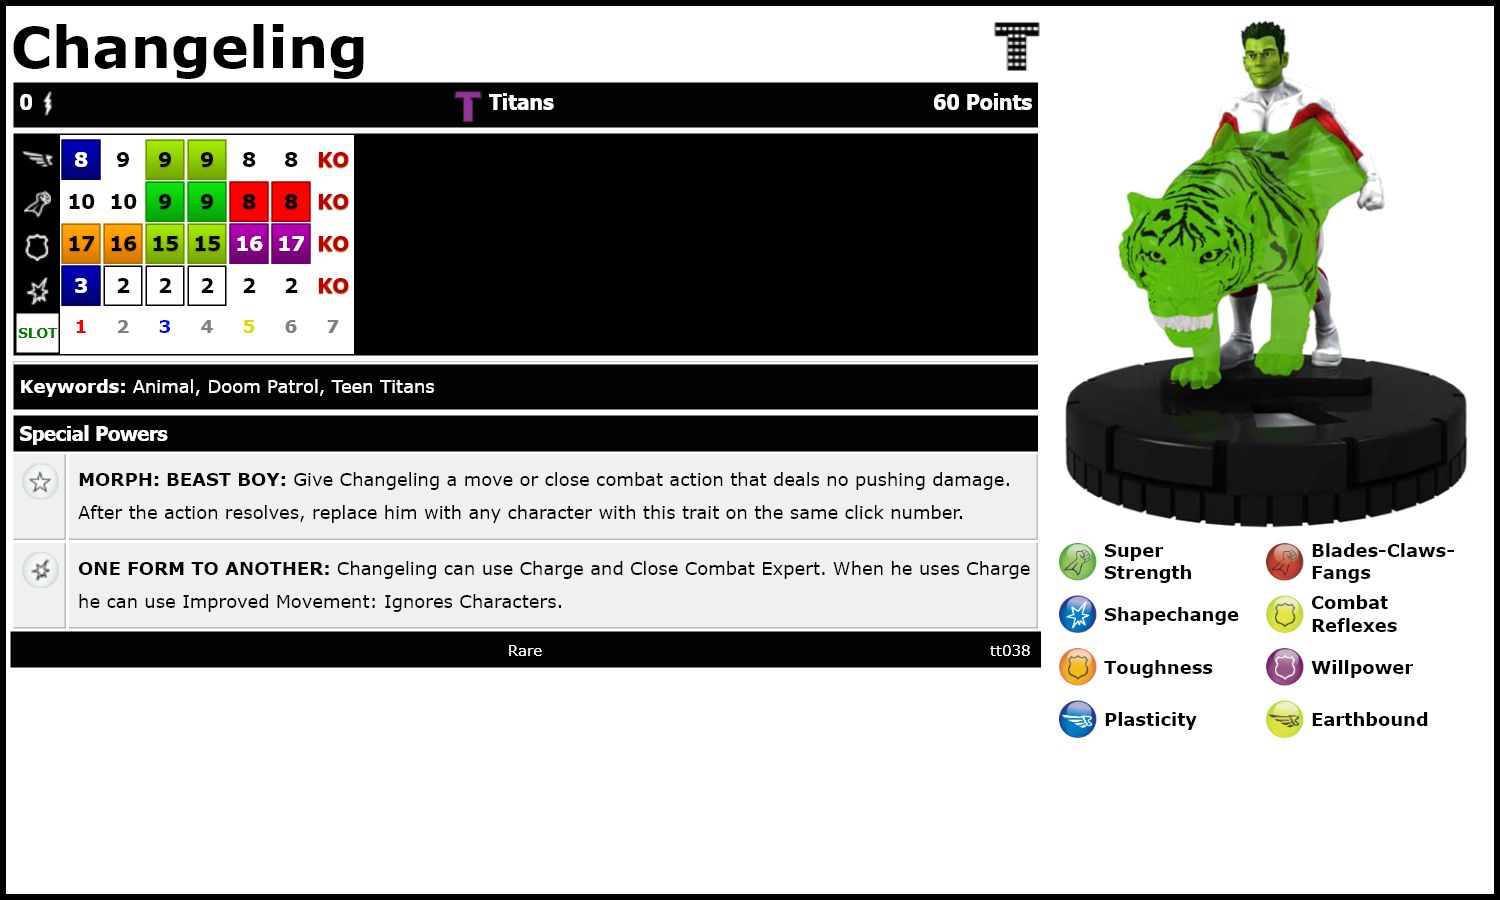 Changeling
T
0 T Titans 60 Points
8 9 9 9 8 8 KO
10 10 9 9 8 8 KO
17 16 15 15 16 17 KO
3 2 2 2 2 2 KO
SLOT 1 2 3 4 5 6 7
Keywords: Animal, Doom Patrol, Teen Titans
Special Powers
MORPH: BEAST BOY: Give Changeling a move or close combat action that deals no pushing damage.
After the action resolves, replace him with any character with this trait on the same click number.
ONE FORM TO ANOTHER: Changeling can use Charge and Close Combat Expert. When he uses Charge
he can use Improved Movement: Ignores Characters.
Rare tt038
Super
Strength
Blades-Claws-
Fangs
Shapechange
Combat
Reflexes
Toughness
Willpower
Plasticity
Earthbound